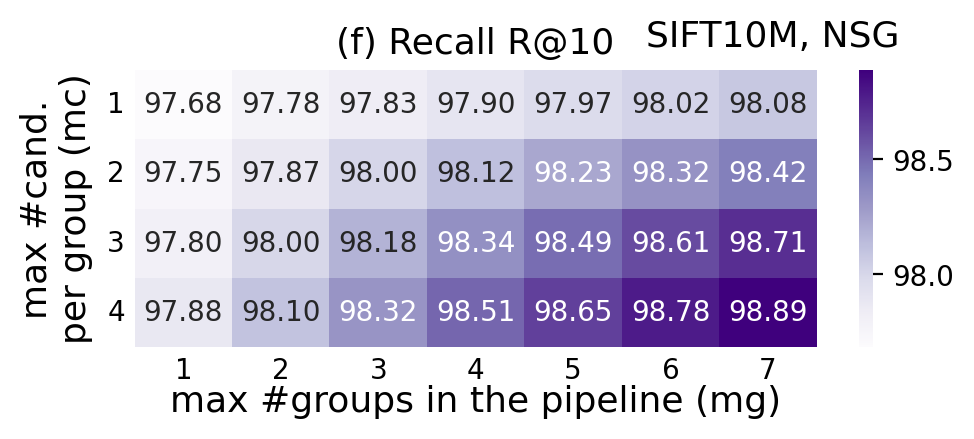 (f) Recall R@10 SIFT10M, NSG
max #cand.
per group (mc)
1 97.68 97.78 97.83 97.90 97.97 98.02 98.08
2 97.75 97.87 98.00 98.12 98.23 98.32 98.42
3 97.80 98.00 98.18 98.34 98.49 98.61 98.71
4 97.88 98.10 98.32 98.51 98.65 98.78 98.89
1 2 3 4 5 6 7
max #groups in the pipeline (mg)
98.5
98.0